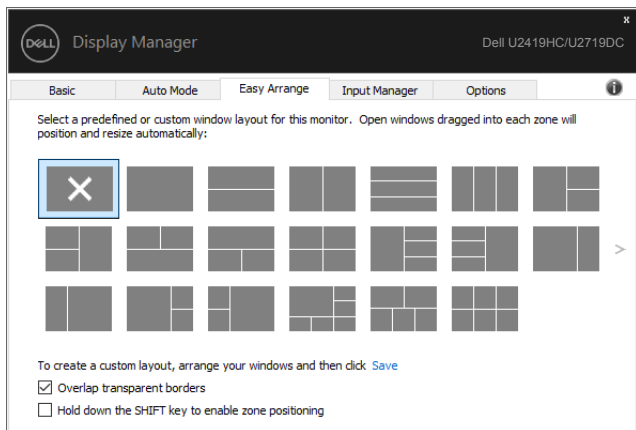 x
DELL Display Manager Dell U2419HC/U2719DC
Basic Auto Mode Easy Arrange Input Manager Options i
Select a predefined or custom window layout for this monitor. Open windows dragged into each zone will
position and resize automatically:
>
To create a custom layout, arrange your windows and then click Save
Overlap transparent borders
Hold down the SHIFT key to enable zone positioning